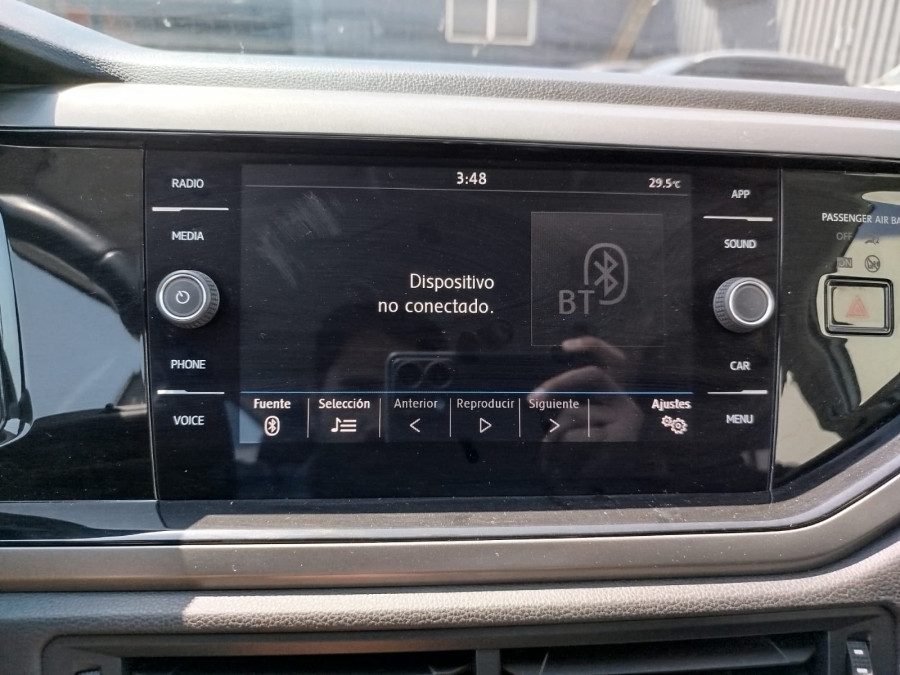 RADIO
MEDIA
PHONE
VOICE
3:48
29.5°C
Dispositivo
no conectado.
BT
Fuente
Selección
Anterior
Reproducir
Siguiente
Ajustes
APP
SOUND
CAR
MENU
PASSENGER AIR BA
OFF
ON